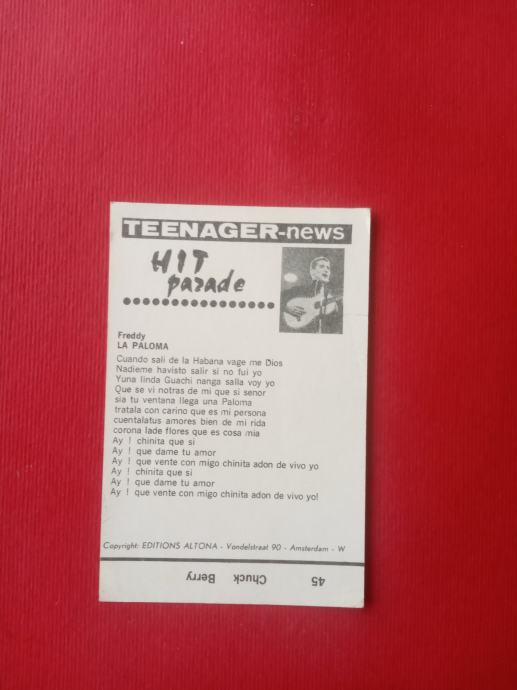 TEENAGER-news
HIT
parade
Freddy
LA PALOMA
Cuando sali de la Habana vage me Dios
Nadieme havisto salir si no fui yo
Yuna linda Guachi nanga salla voy yo
Que se vi notras de mi que si senor
sia tu ventana llega una Paloma
tratala con carino que es mi persona
cuentalatus amores bien de mi rida
corona lade flores que es cosa mia
Ay ! chinita que si
Ay ! que dame tu amor
Ay ! que vente con migo chinita adon de vivo yo
Ay ! chinita que si
Ay ! que dame tu amor
Ay ! que vente con migo chinita adon de vivo yo!
Copyright: EDITIONS ALTONA - Vondelstraat 90 - Amsterdam - W
45 Chuck Berry